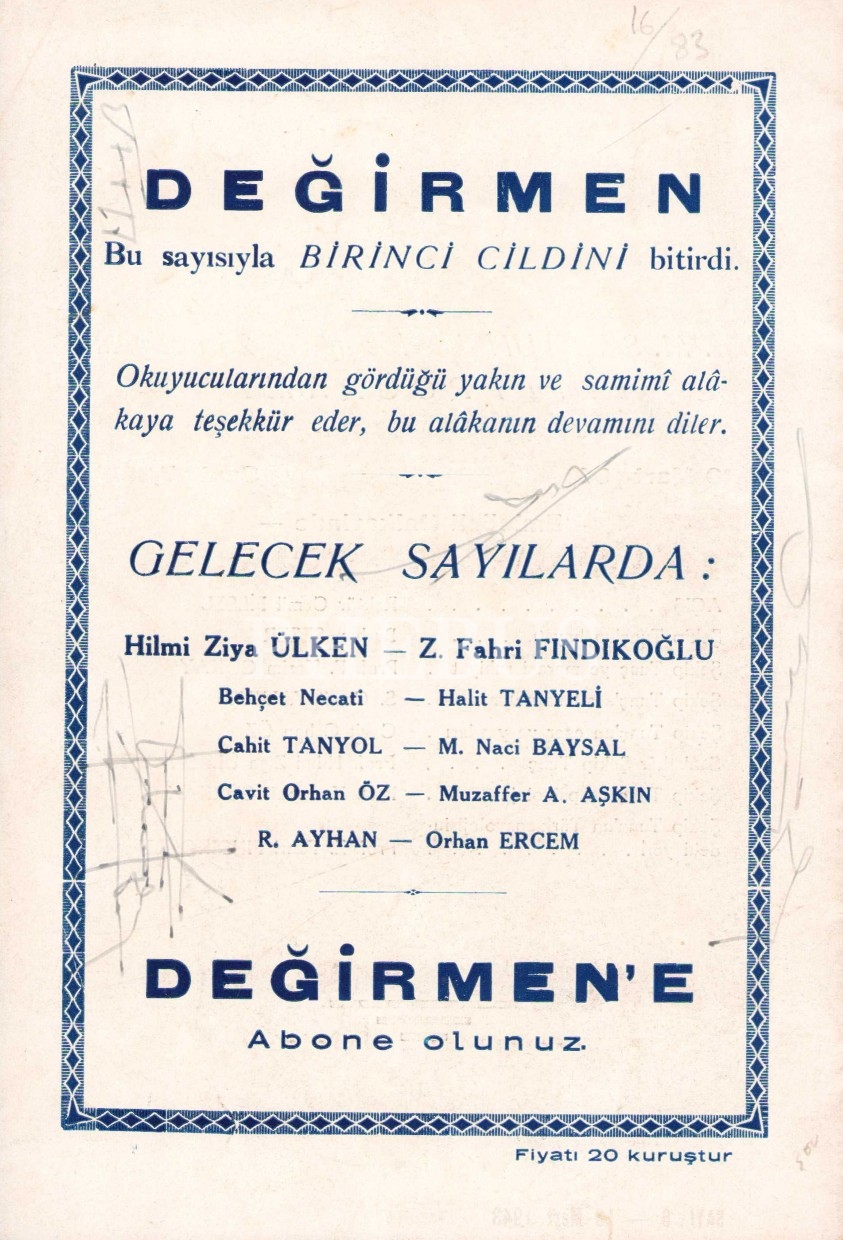 16/83
DEĞİRMEN
Bu sayısıyla BİRİNCİ CİLDİNİ bitirdi.
Okuyucularından gördüğü yakın ve samimî alâ-
kaya teşekkür eder, bu alâkanın devamını diler.
GELECEK SAYILARDA :
Hilmi Ziya ÜLKEN — Z. Fahri FINDIKOĞLU
Behçet Necati — Halit TANYELİ
Cahit TANYOL — M. Naci BAYSAL
Cavit Orhan ÖZ — Muzaffer A. AŞKIN
R. AYHAN — Orhan ERCEM
DEĞİRMEN'E
Abone olunuz.
Fiyatı 20 kuruştur